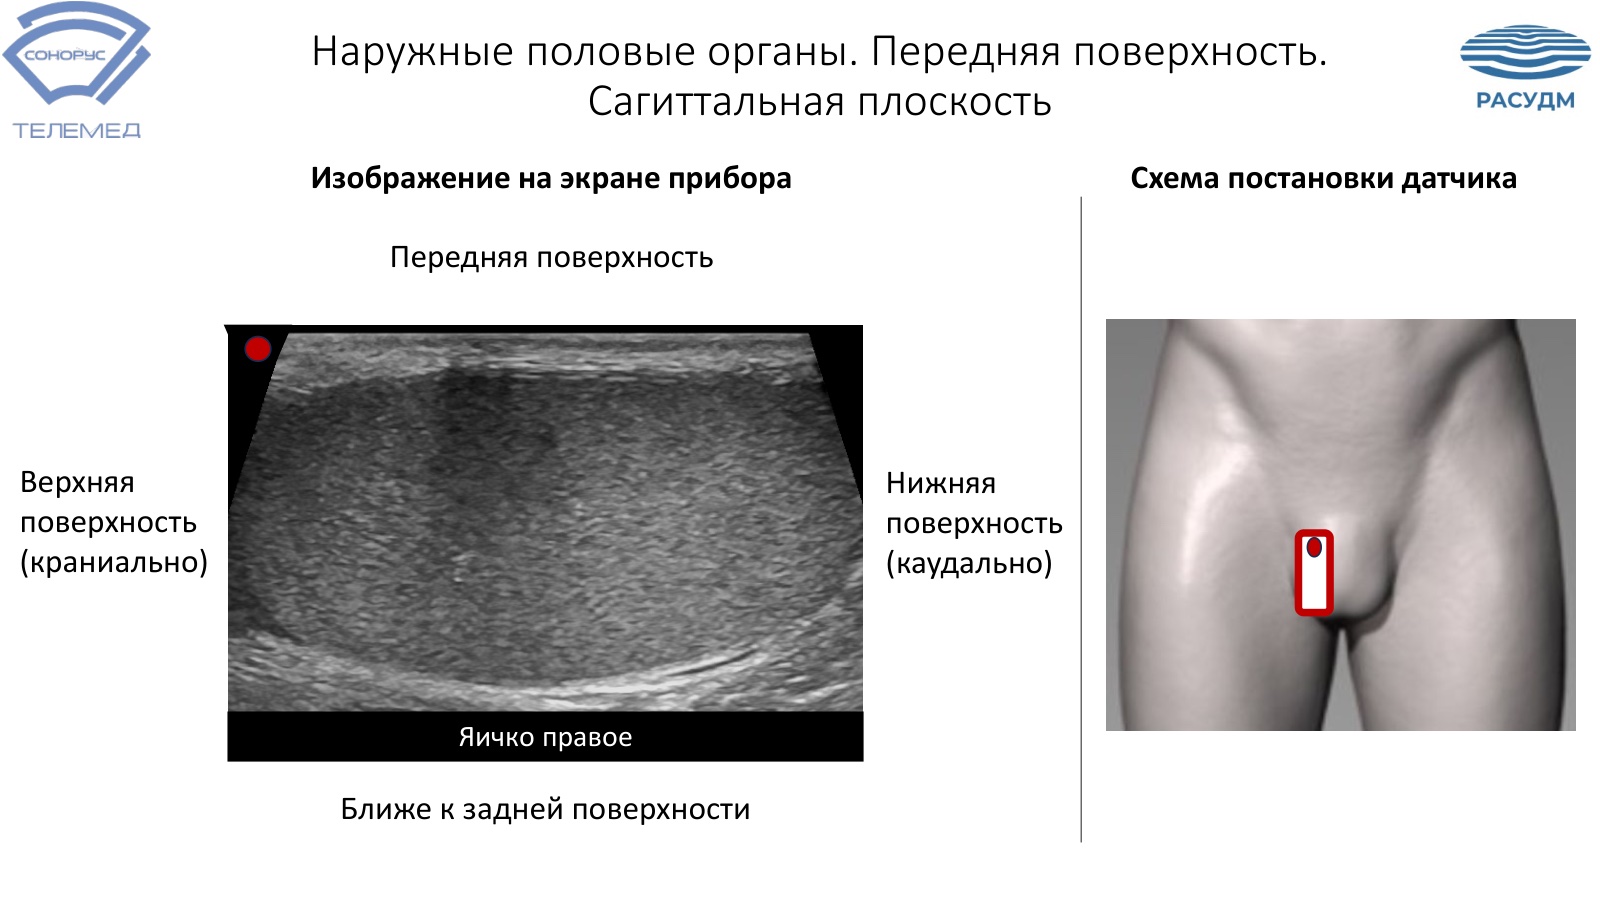 СОНОРУС
ТЕЛЕМЕД
Наружные половые органы. Передняя поверхность.
Сагиттальная плоскость
РАСУДМ
Изображение на экране прибора
Передняя поверхность
Верхняя
поверхность
(краниально)
Нижняя
поверхность
(каудально)
Яичко правое
Ближе к задней поверхности
Схема постановки датчика